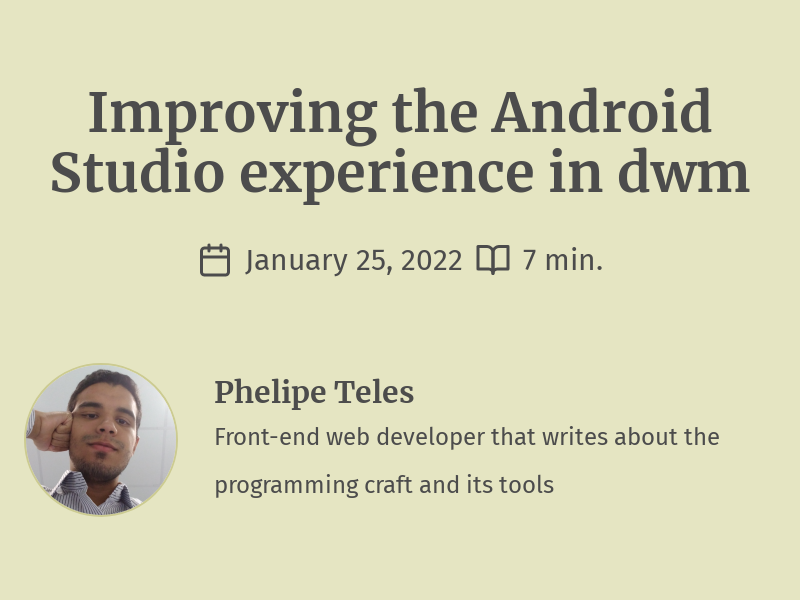 Improving the Android
Studio experience in dwm
January 25, 2022 7 min.
Phelipe Teles
Front-end web developer that writes about the
programming craft and its tools